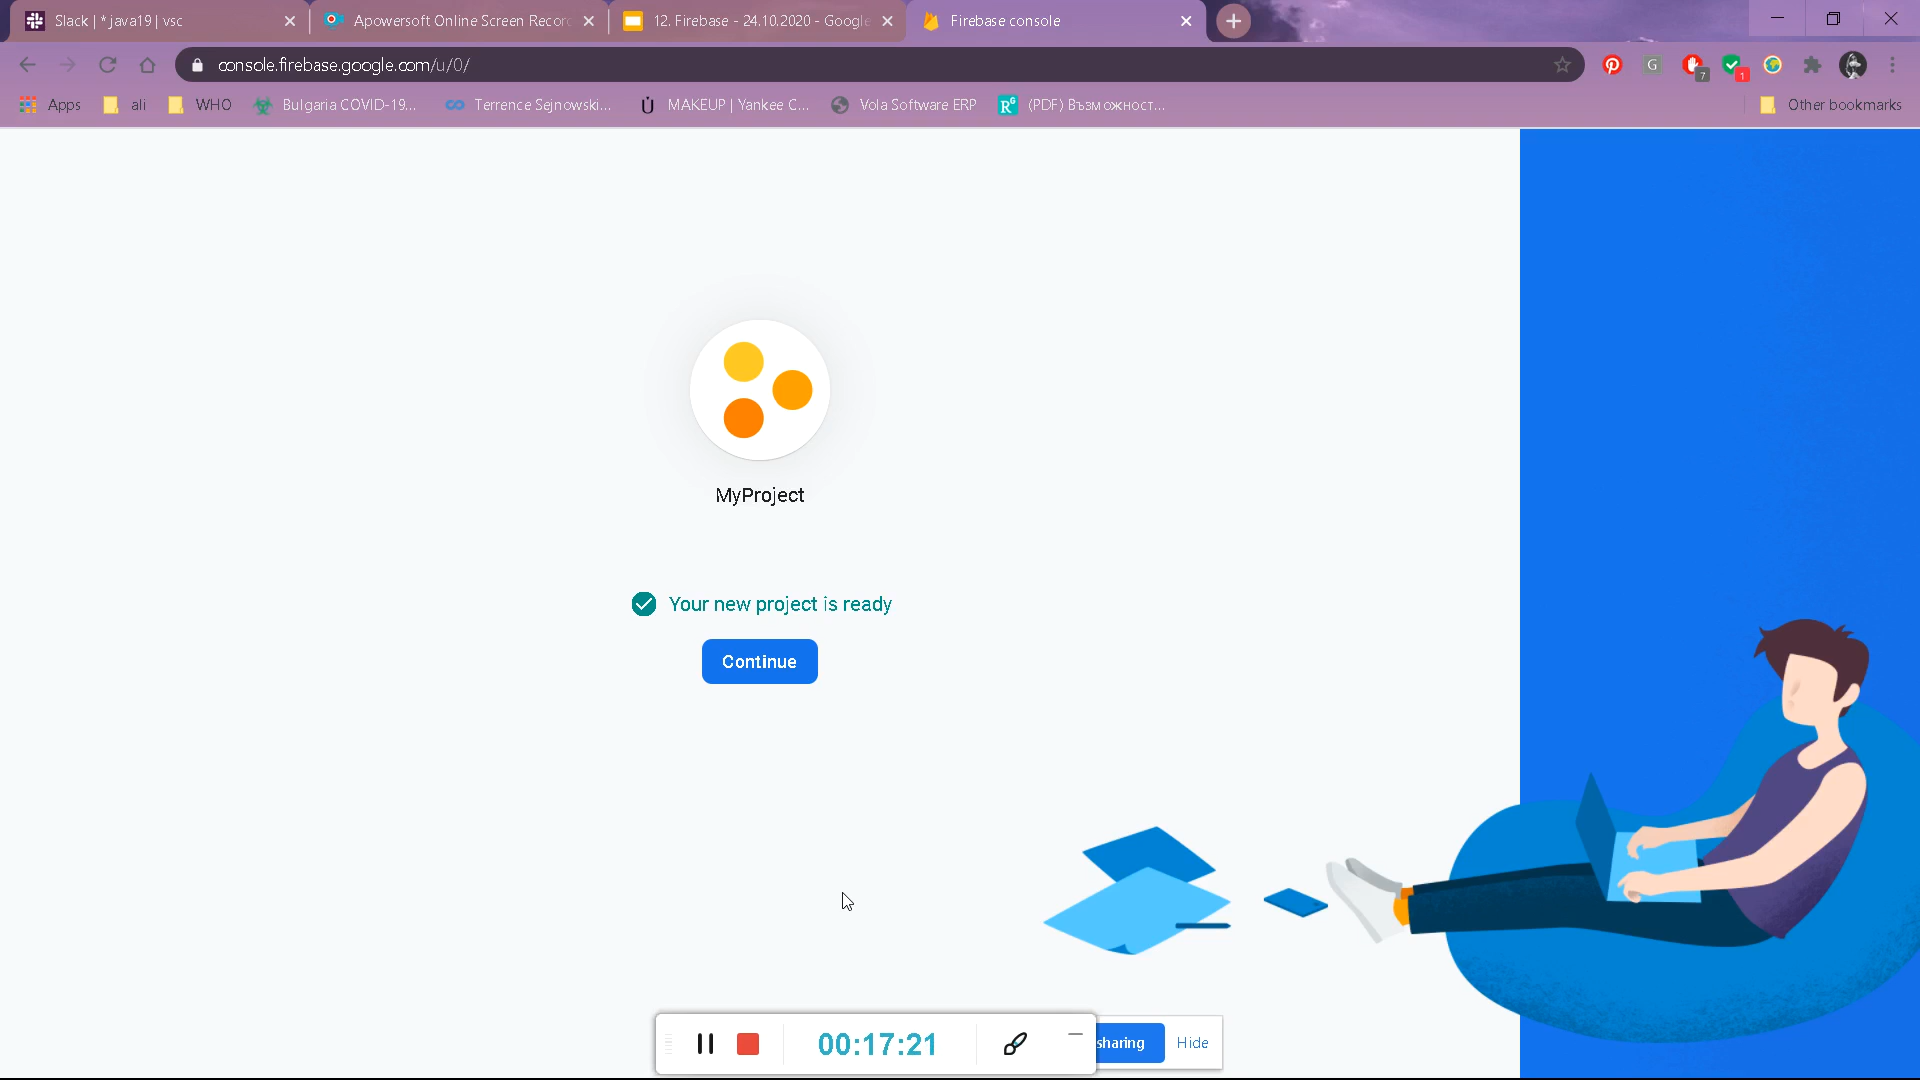 Slack | * java19 | vsc
Apowersoft Online Screen Recor
12. Firebase - 24.10.2020 - Google
Firebase console
console.firebase.google.com/u/0/
G
7
1
Apps
ali
WHO
Bulgaria COVID-19...
Terrence Sejnowski...
MAKEUP | Yankee C...
Vola Software ERP
(PDF) Възможност...
Other bookmarks
MyProject
Your new project is ready
Continue
00:17:21
sharing
Hide